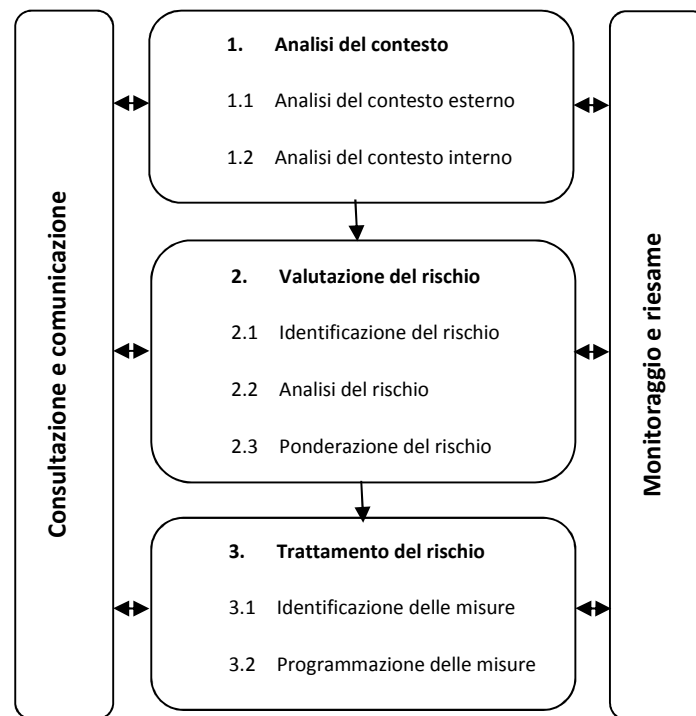 Consultazione e comunicazione
1. Analisi del contesto
1.1 Analisi del contesto esterno
1.2 Analisi del contesto interno
2. Valutazione del rischio
2.1 Identificazione del rischio
2.2 Analisi del rischio
2.3 Ponderazione del rischio
3. Trattamento del rischio
3.1 Identificazione delle misure
3.2 Programmazione delle misure
Monitoraggio e riesame